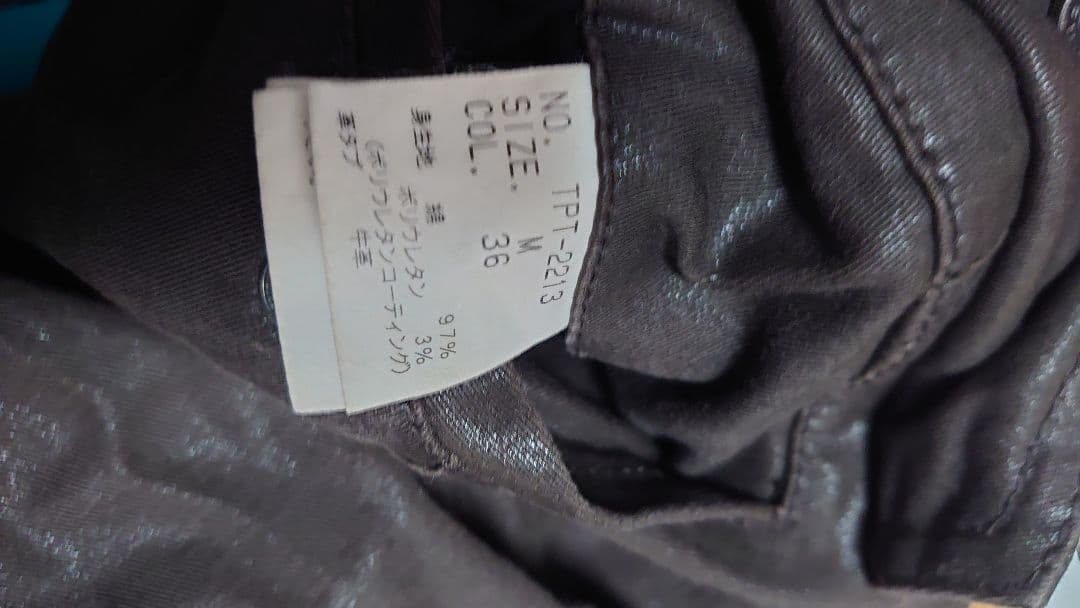 NO. TPT-2213
SIZE. M
COL. 36
身生地 綿 97%
ポリウレタン 3%
(ポリウレタンコーティング)
革タブ 牛革